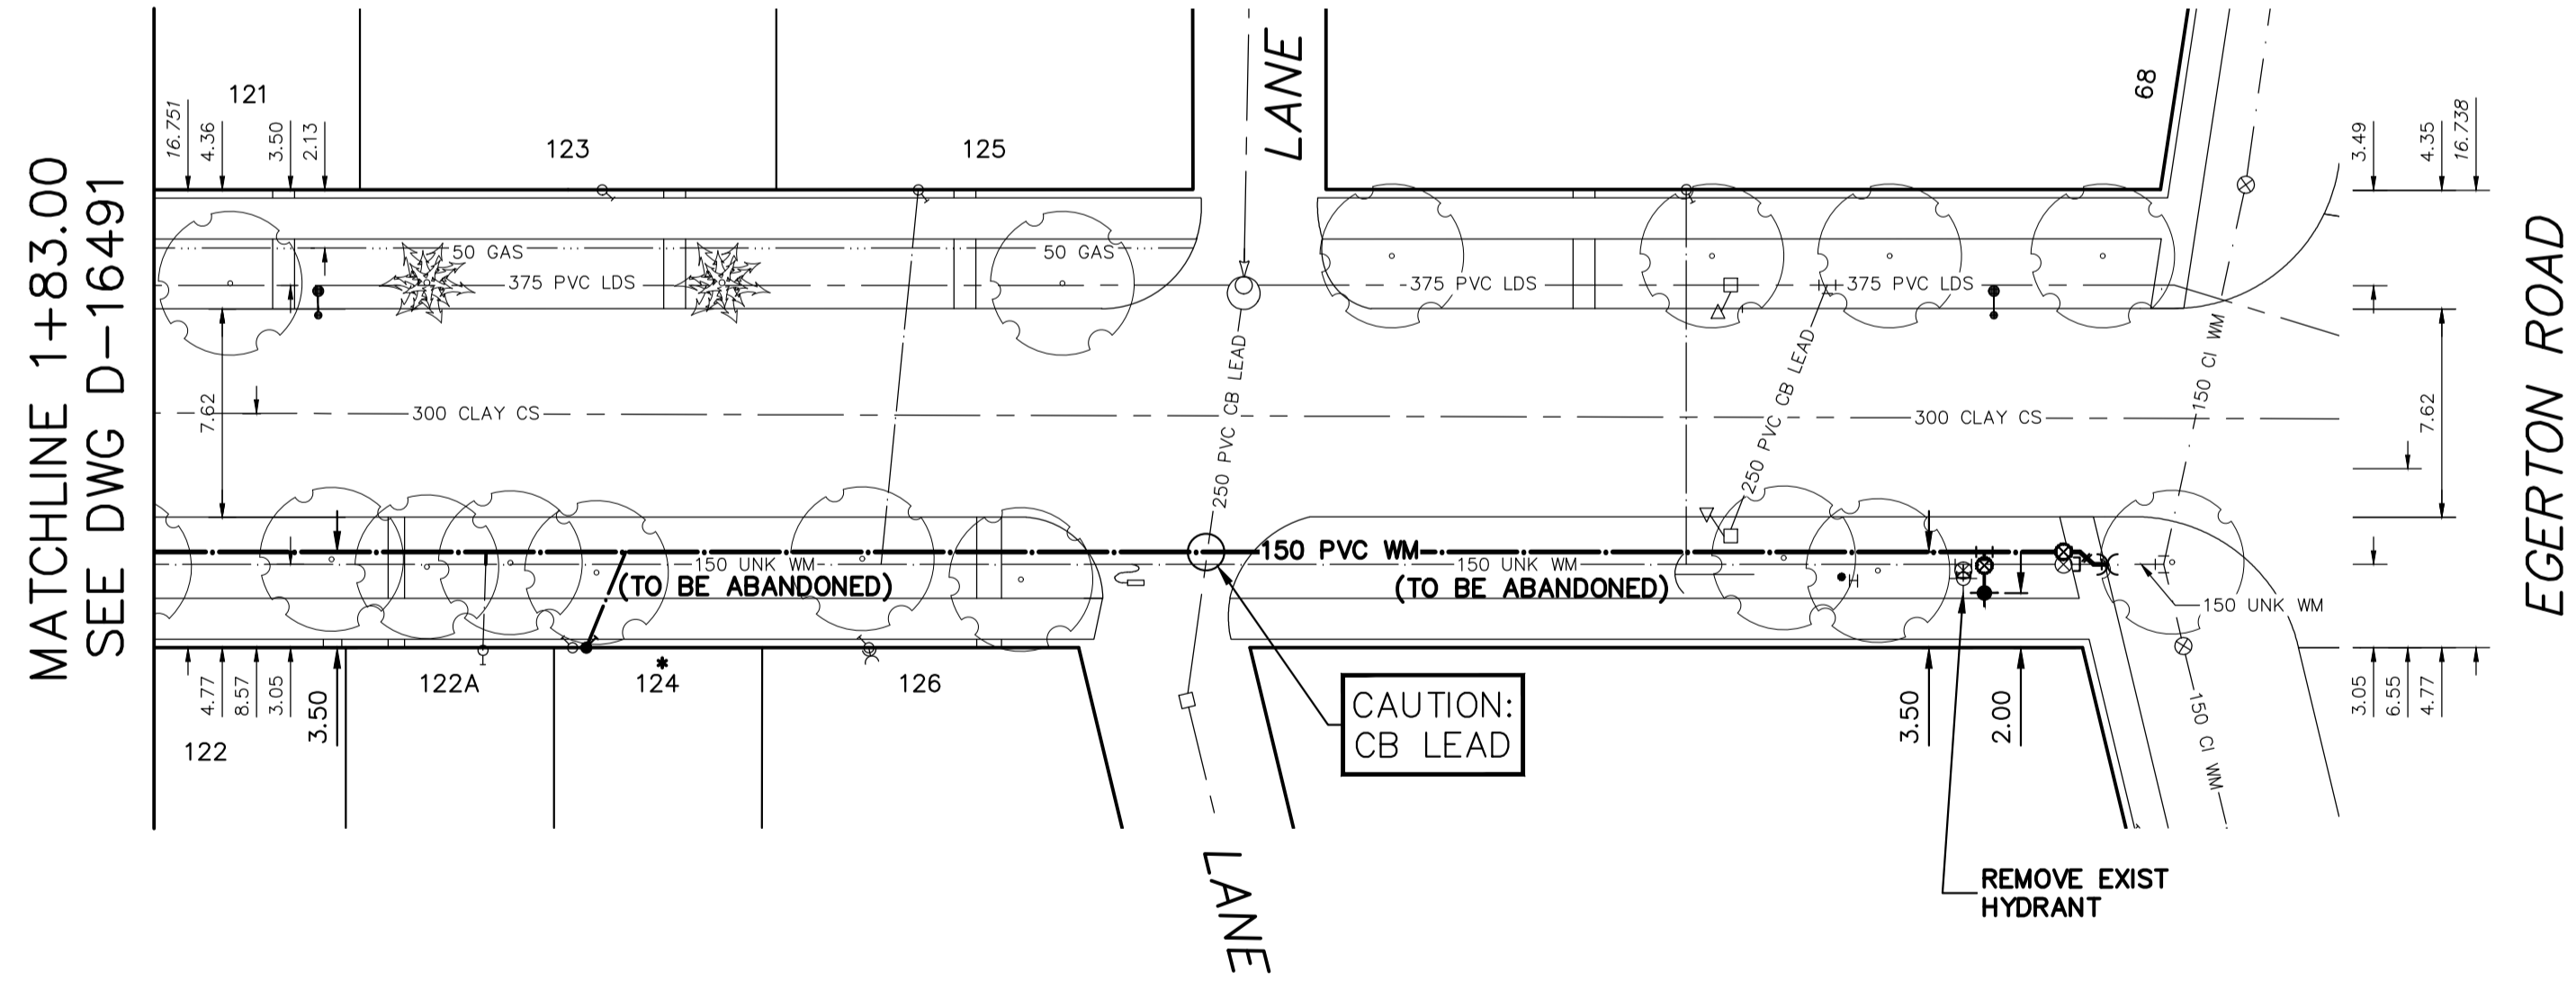 MATCHLINE 1+83.00
SEE DWG D-16491
16.751
4.36
3.50
2.13
121
123
125
LANE
68
3.49
4.35
16.738
50 GAS
50 GAS
375 PVC LDS
375 PVC LDS
375 PVC LDS
250 PVC CB LEAD
250 PVC CB LEAD
150 CI WM
7.62
300 CLAY CS
300 CLAY CS
7.62
EGERTON ROAD
150 PVC WM
150 UNK WM
(TO BE ABANDONED)
150 UNK WM
(TO BE ABANDONED)
H
150 UNK WM
4.77
8.57
3.05
3.50
122
122A
*
124
126
CAUTION:
CB LEAD
3.50
2.00
150 CI WM
3.05
6.55
4.77
LANE
REMOVE EXIST
HYDRANT